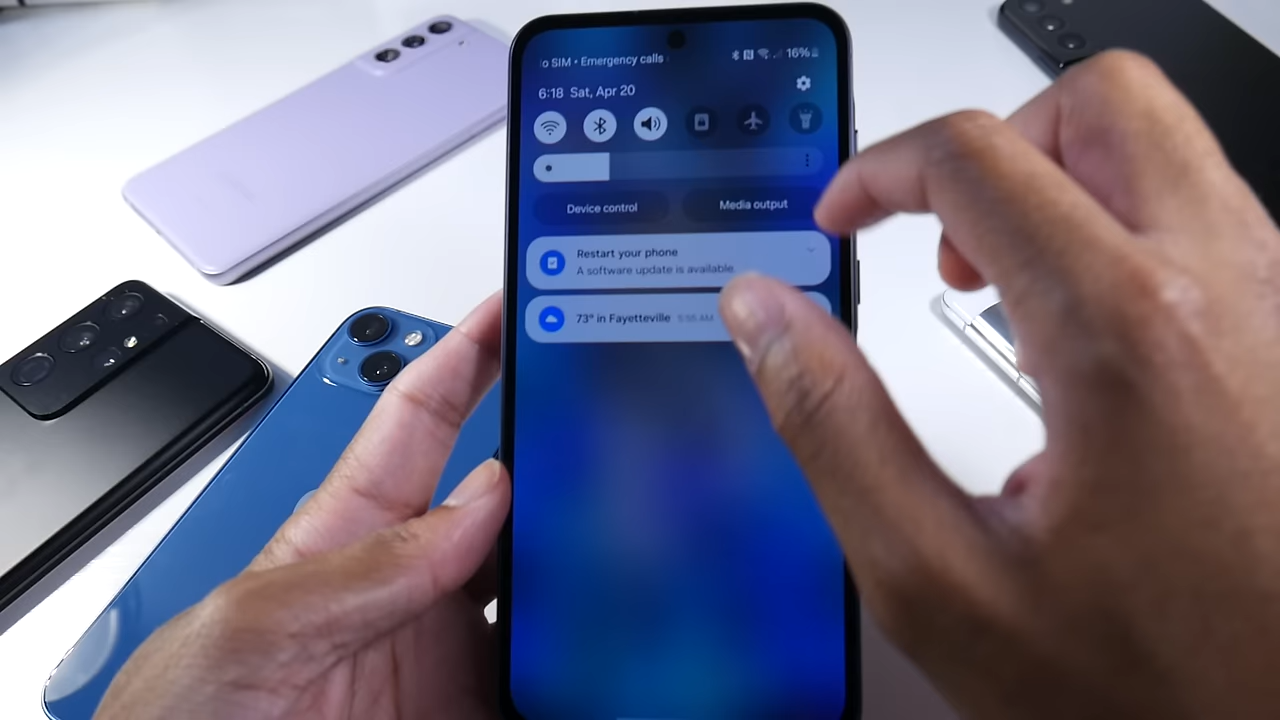 o SIM • Emergency calls
16%
6:18 Sat, Apr 20
Device control
Media output
Restart your phone
A software update is available.
73° in Fayetteville